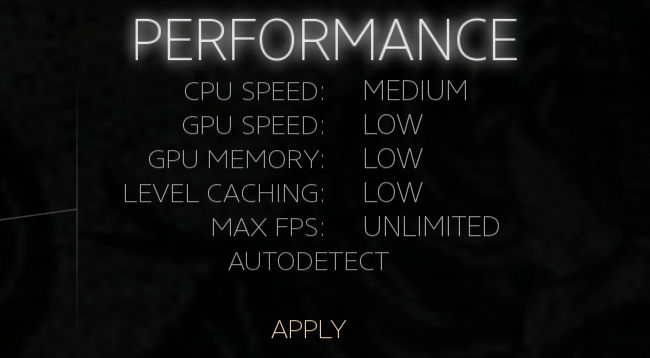 PERFORMANCE
CPU SPEED: MEDIUM
GPU SPEED: LOW
GPU MEMORY: LOW
LEVEL CACHING: LOW
MAX FPS: UNLIMITED
AUTODETECT
APPLY